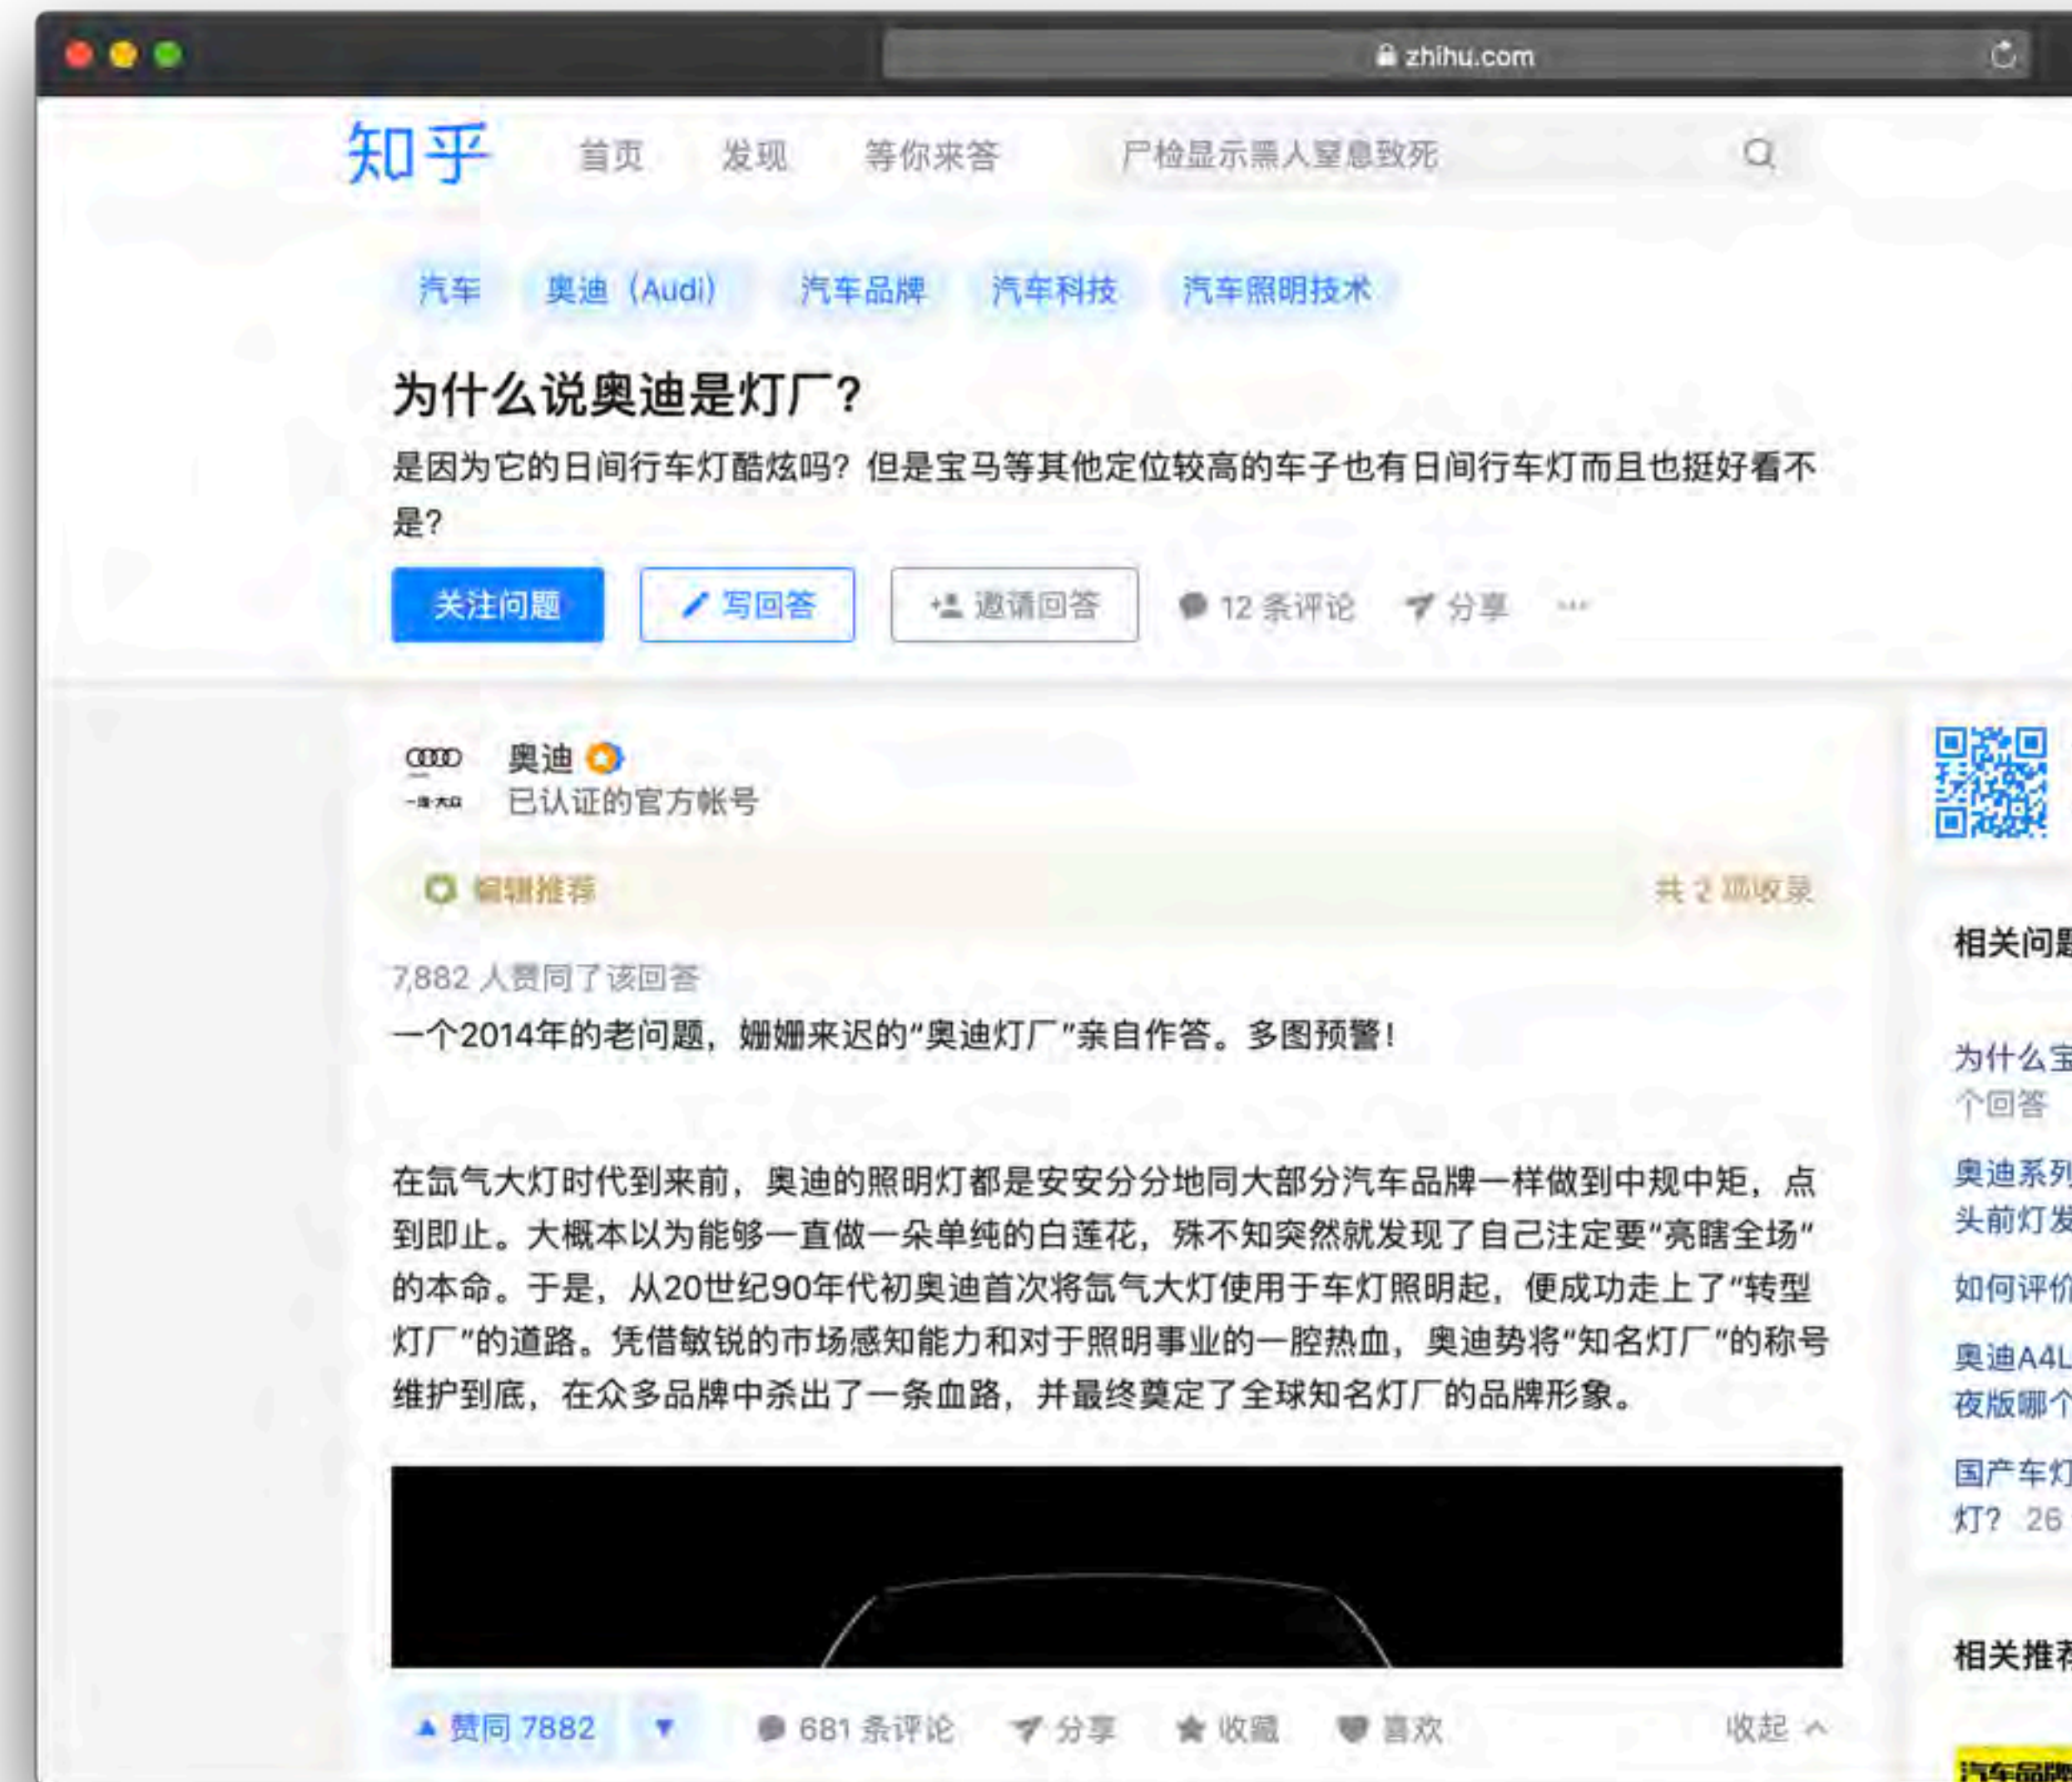 zhihu.com
知乎 首页 发现 等你来答 尸检显示黑人窒息致死
汽车 奥迪（Audi） 汽车品牌 汽车科技 汽车照明技术
为什么说奥迪是灯厂？
是因为它的日间行车灯酷炫吗？但是宝马等其他定位较高的车子也有日间行车灯而且也挺好看不
是？
关注问题 写回答 邀请回答 12 条评论 分享 ...
奥迪
已认证的官方帐号
一汽-大众
编辑推荐 共 2 项收录
7,882 人赞同了该回答
一个2014年的老问题，姗姗来迟的“奥迪灯厂”亲自作答。多图预警！
在氙气大灯时代到来前，奥迪的照明灯都是安安分分地同大部分汽车品牌一样做到中规中矩，点
到即止。大概本以为能够一直做一朵单纯的白莲花，殊不知突然就发现了自己注定要“亮瞎全场”
的本命。于是，从20世纪90年代初奥迪首次将氙气大灯使用于车灯照明起，便成功走上了“转型
灯厂”的道路。凭借敏锐的市场感知能力和对于照明事业的一腔热血，奥迪势将“知名灯厂”的称号
维护到底，在众多品牌中杀出了一条血路，并最终奠定了全球知名灯厂的品牌形象。
赞同 7882 681 条评论 分享 收藏 喜欢 收起
相关问题
为什么宝
个回答
奥迪系列
头前灯发
如何评价
奥迪A4L
夜版哪个
国产车灯
灯？ 26
相关推荐
汽车品牌